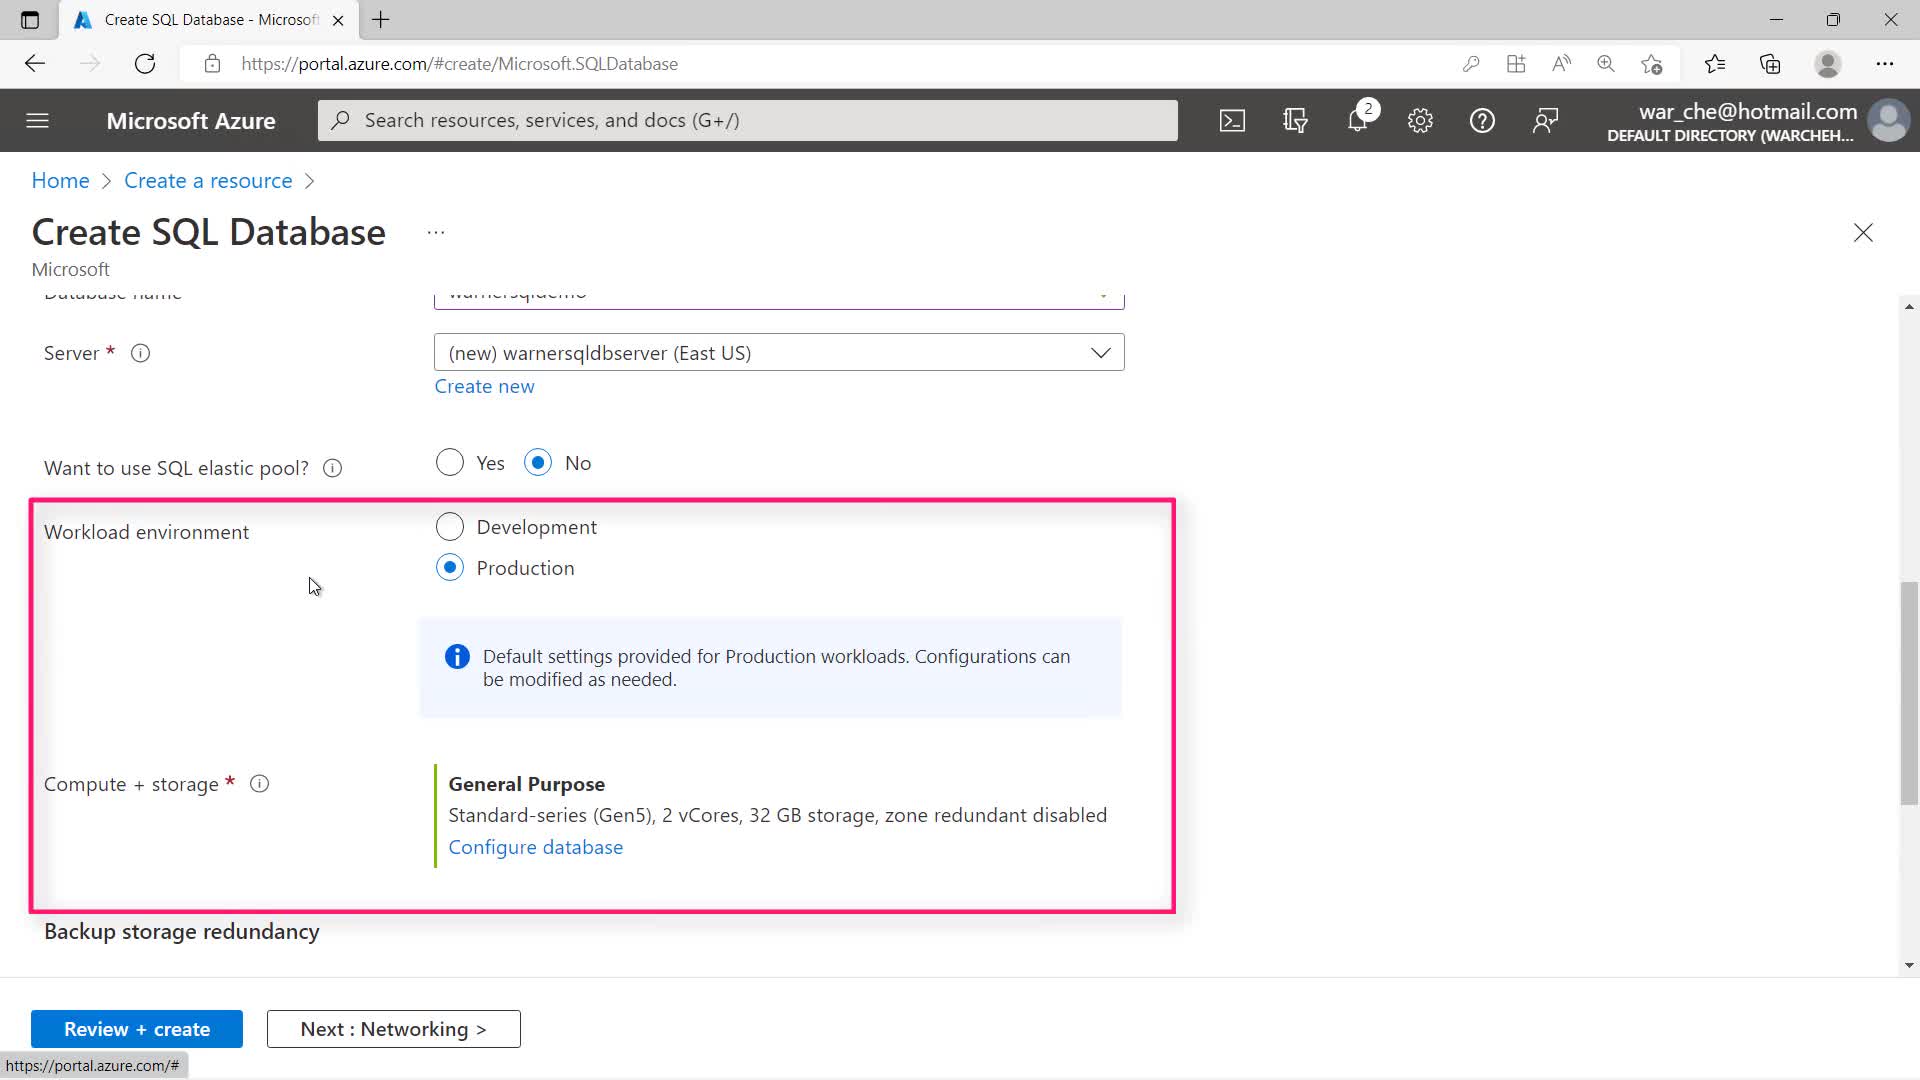 Create SQL Database - Microsof
https://portal.azure.com/#create/Microsoft.SQLDatabase
Microsoft Azure
Search resources, services, and docs (G+/)
2
war_che@hotmail.com
DEFAULT DIRECTORY (WARCHEH...
Home > Create a resource >
Create SQL Database ...
Microsoft
Database name
warnersqldemo
Server *
(new) warnersqldbserver (East US)
Create new
Want to use SQL elastic pool?
Yes No
Workload environment
Development
Production
Default settings provided for Production workloads. Configurations can
be modified as needed.
Compute + storage *
General Purpose
Standard-series (Gen5), 2 vCores, 32 GB storage, zone redundant disabled
Configure database
Backup storage redundancy
Review + create
Next : Networking >
https://portal.azure.com/#